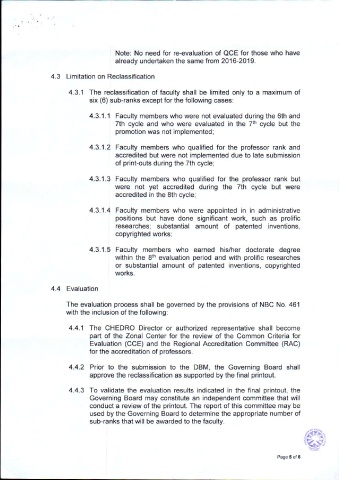 Note: No need for re-evaluation of QCE for those who have
already undertaken the same from 2016-2019.
4.3 Limitation on Reclassification
4.3.1 The reclassification of faculty shall be limited only to a maximum of
six (6) sub-ranks except for the following cases:
4.3.1.1 Faculty members who were not evaluated during the 6th and
7th cycle and who were evaluated in the 7th cycle but the
promotion was not implemented;
4.3.1.2 Faculty members who qualified for the professor rank and
accredited but were not implemented due to late submission
of print-outs during the 7th cycle;
4.3.1.3 Faculty members who qualified for the professor rank but
were not yet accredited during the 7th cycle but were
accredited in the 8th cycle;
4.3.1.4 Faculty members who were appointed in in administrative
positions but have done significant work, such as prolific
researches; substantial amount of patented inventions,
copyrighted works;
4.3.1.5 Faculty members who earned his/her doctorate degree
within the 8th evaluation period and with prolific researches
or substantial amount of patented inventions, copyrighted
works.
4.4 Evaluation
The evaluation process shall be governed by the provisions of NBC No. 461
with the inclusion of the following:
4.4.1 The CHEDRO Director or authorized representative shall become
part of the Zonal Center for the review of the Common Criteria for
Evaluation (CCE) and the Regional Accreditation Committee (RAC)
for the accreditation of professors.
4.4.2 Prior to the submission to the DBM, the Governing Board shall
approve the reclassification as supported by the final printout.
4.4.3 To validate the evaluation results indicated in the final printout, the
Governing Board may constitute an independent committee that will
conduct a review of the printout. The report of this committee may be
used by the Governing Board to determine the appropriate number of
sub-ranks that will be awarded to the faculty.
Page 5 of 8